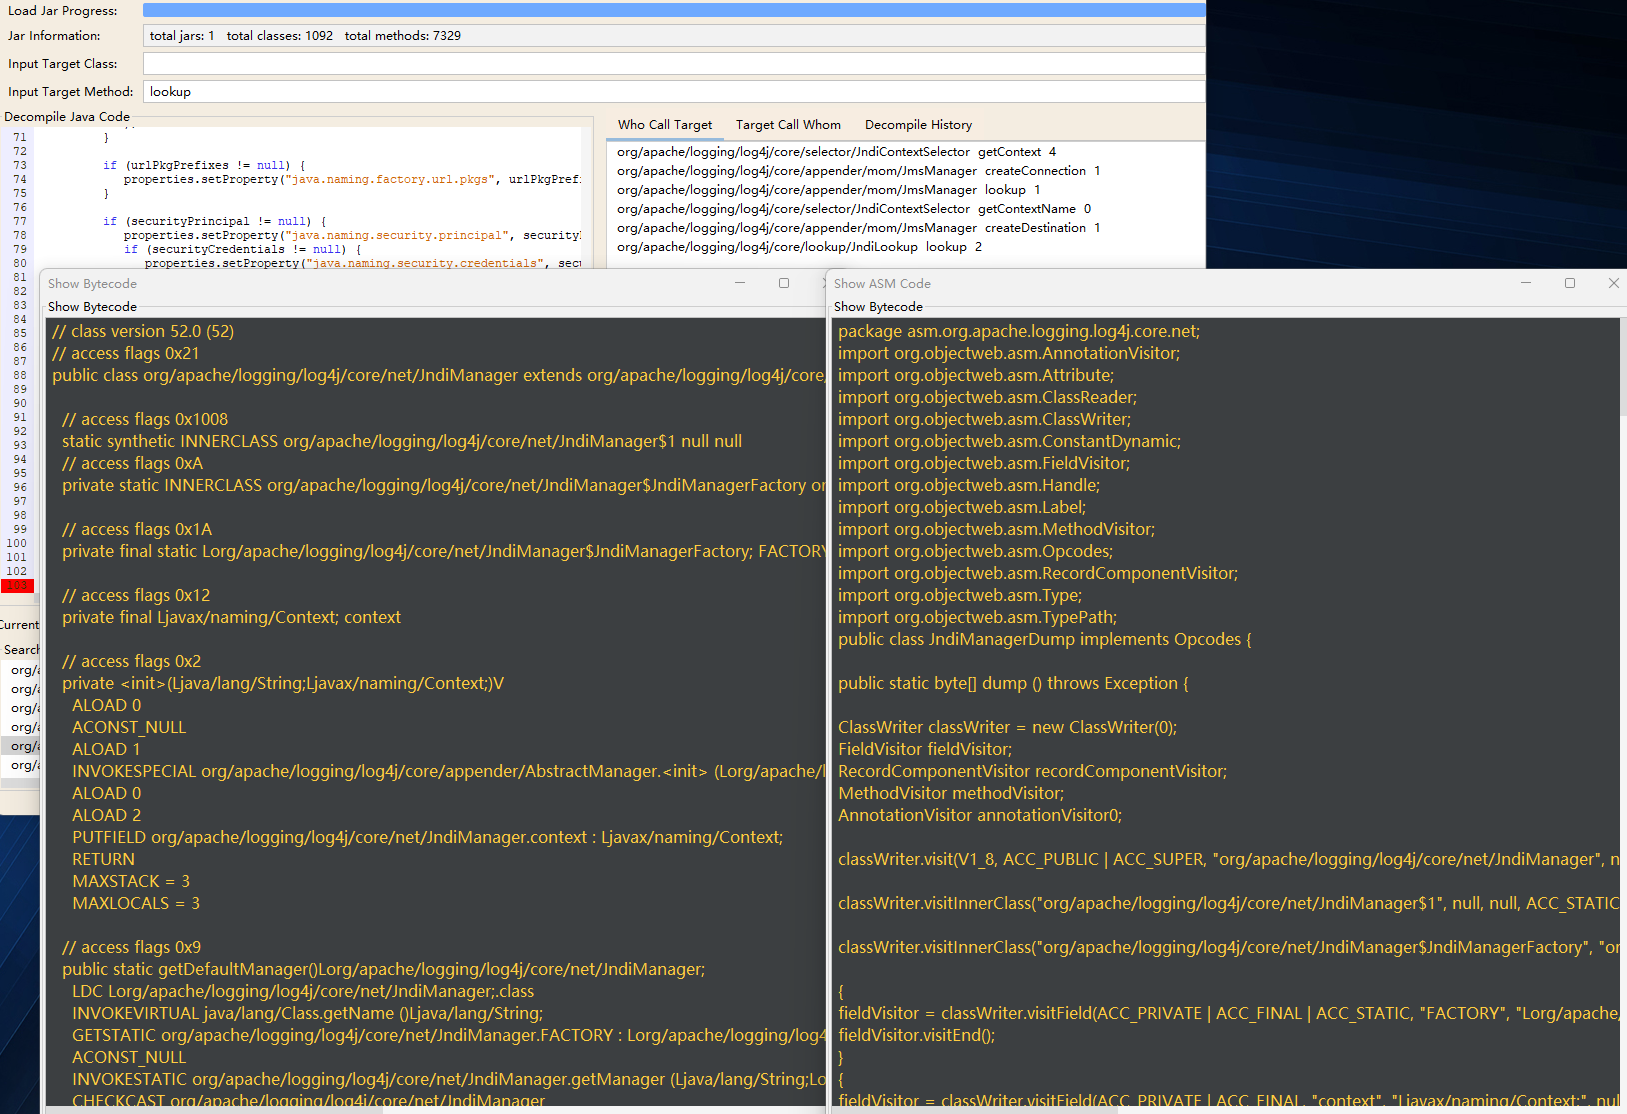 Load Jar Progress:
Jar Information:
total jars: 1   total classes: 1092   total methods: 7329
Input Target Class:
Input Target Method:
lookup
Decompile Java Code
71
}
72
73
if (urlPkgPrefixes != null) {
74
properties.setProperty("java.naming.factory.url.pkgs", urlPkgPrefi
75
}
76
77
if (securityPrincipal != null) {
78
properties.setProperty("java.naming.security.principal", security
79
if (securityCredentials != null) {
80
properties.setProperty("java.naming.security.credentials", sec
81
82
83
84
85
86
87
88
89
90
91
92
93
94
95
96
97
98
99
100
101
102
103
Current
Search
org/
org/
org/
org/
org/
org/
Who Call Target
Target Call Whom
Decompile History
org/apache/logging/log4j/core/selector/JndiContextSelector  getContext  4
org/apache/logging/log4j/core/appender/mom/JmsManager  createConnection  1
org/apache/logging/log4j/core/appender/mom/JmsManager  lookup  1
org/apache/logging/log4j/core/selector/JndiContextSelector  getContextName  0
org/apache/logging/log4j/core/appender/mom/JmsManager  createDestination  1
org/apache/logging/log4j/core/lookup/JndiLookup  lookup  2
Show Bytecode
Show Bytecode
// class version 52.0 (52)
// access flags 0x21
public class org/apache/logging/log4j/core/net/JndiManager extends org/apache/logging/log4j/core/
// access flags 0x1008
static synthetic INNERCLASS org/apache/logging/log4j/core/net/JndiManager$1 null null
// access flags 0xA
private static INNERCLASS org/apache/logging/log4j/core/net/JndiManager$JndiManagerFactory or
// access flags 0x1A
private final static Lorg/apache/logging/log4j/core/net/JndiManager$JndiManagerFactory; FACTORY
// access flags 0x12
private final Ljavax/naming/Context; context
// access flags 0x2
private <init>(Ljava/lang/String;Ljavax/naming/Context;)V
ALOAD 0
ACONST_NULL
ALOAD 1
INVOKESPECIAL org/apache/logging/log4j/core/appender/AbstractManager.<init> (Lorg/apache/l
ALOAD 0
ALOAD 2
PUTFIELD org/apache/logging/log4j/core/net/JndiManager.context : Ljavax/naming/Context;
RETURN
MAXSTACK = 3
MAXLOCALS = 3
// access flags 0x9
public static getDefaultManager()Lorg/apache/logging/log4j/core/net/JndiManager;
LDC Lorg/apache/logging/log4j/core/net/JndiManager;.class
INVOKEVIRTUAL java/lang/Class.getName ()Ljava/lang/String;
GETSTATIC org/apache/logging/log4j/core/net/JndiManager.FACTORY : Lorg/apache/logging/log4
ACONST_NULL
INVOKESTATIC org/apache/logging/log4j/core/net/JndiManager.getManager (Ljava/lang/String;Lo
CHECKCAST org/apache/logging/log4j/core/net/JndiManager
Show ASM Code
Show Bytecode
package asm.org.apache.logging.log4j.core.net;
import org.objectweb.asm.AnnotationVisitor;
import org.objectweb.asm.Attribute;
import org.objectweb.asm.ClassReader;
import org.objectweb.asm.ClassWriter;
import org.objectweb.asm.ConstantDynamic;
import org.objectweb.asm.FieldVisitor;
import org.objectweb.asm.Handle;
import org.objectweb.asm.Label;
import org.objectweb.asm.MethodVisitor;
import org.objectweb.asm.Opcodes;
import org.objectweb.asm.RecordComponentVisitor;
import org.objectweb.asm.Type;
import org.objectweb.asm.TypePath;
public class JndiManagerDump implements Opcodes {
public static byte[] dump () throws Exception {
ClassWriter classWriter = new ClassWriter(0);
FieldVisitor fieldVisitor;
RecordComponentVisitor recordComponentVisitor;
MethodVisitor methodVisitor;
AnnotationVisitor annotationVisitor0;
classWriter.visit(V1_8, ACC_PUBLIC | ACC_SUPER, "org/apache/logging/log4j/core/net/JndiManager", n
classWriter.visitInnerClass("org/apache/logging/log4j/core/net/JndiManager$1", null, null, ACC_STATIC
classWriter.visitInnerClass("org/apache/logging/log4j/core/net/JndiManager$JndiManagerFactory", "or
{
fieldVisitor = classWriter.visitField(ACC_PRIVATE | ACC_FINAL | ACC_STATIC, "FACTORY", "Lorg/apache/
fieldVisitor.visitEnd();
}
{
fieldVisitor = classWriter.visitField(ACC_PRIVATE | ACC_FINAL, "context", "Ljavax/naming/Context;", nul